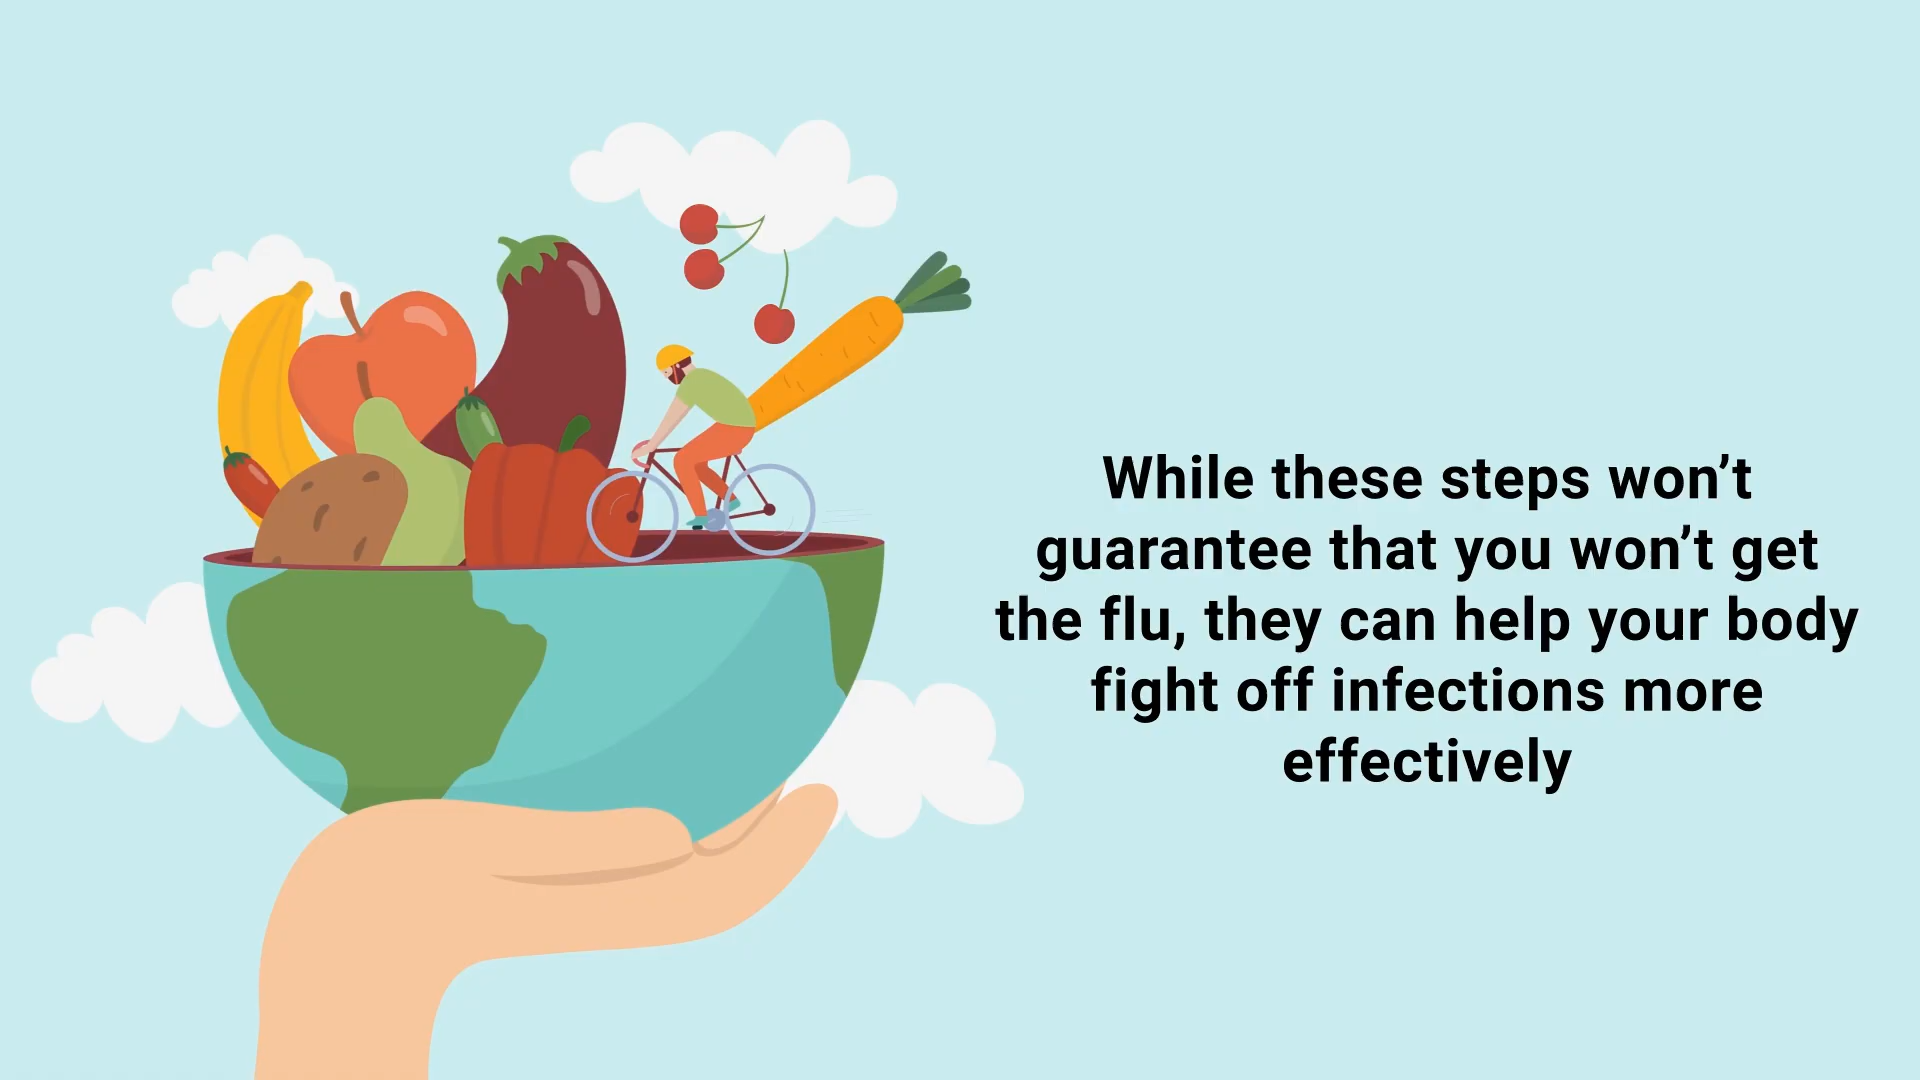 While these steps won’t
guarantee that you won’t get
the flu, they can help your body
fight off infections more
effectively